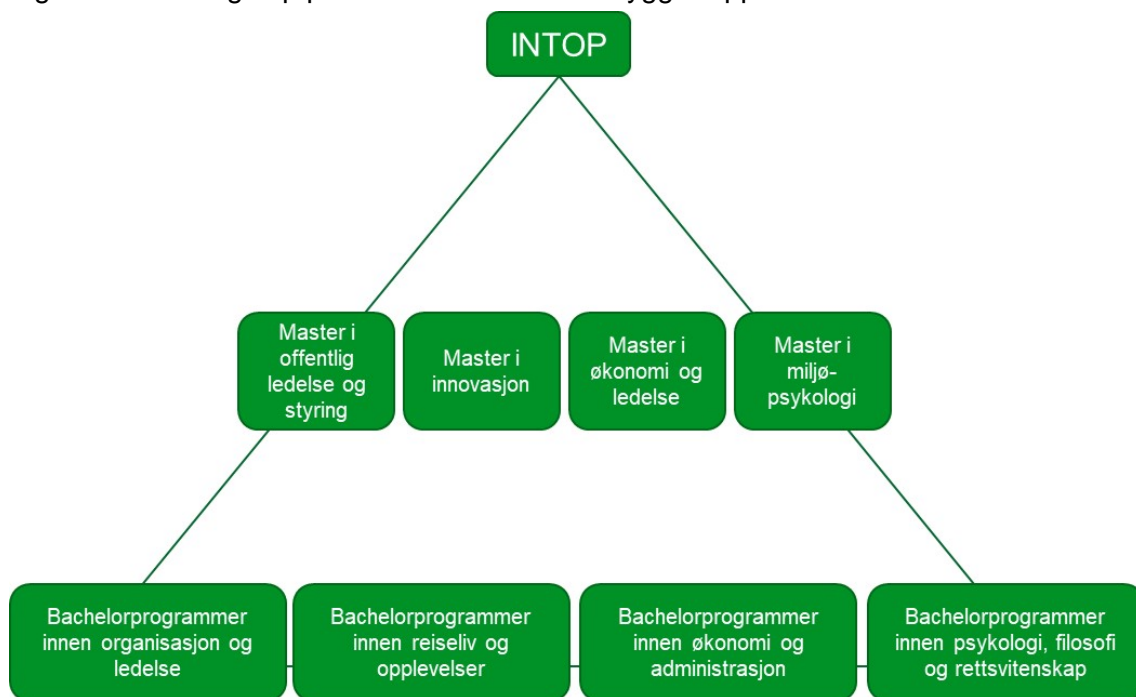 INTOP
Master i
offentlig
ledelse og
styring
Master i
innovasjon
Master i
økonomi og
ledelse
Master i
miljø-
psykologi
Bachelorprogrammer
innen organisasjon og
ledelse
Bachelorprogrammer
innen reiseliv og
opplevelser
Bachelorprogrammer
innen økonomi og
administrasjon
Bachelorprogrammer
innen psykologi, filosofi
og rettsvitenskap